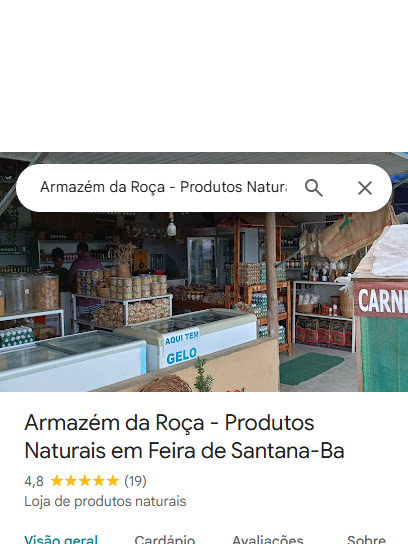 Armazém da Roça - Produtos Natura
AQUI TEM
GELO
CARN
Armazém da Roça - Produtos
Naturais em Feira de Santana-Ba
4,8 (19)
Loja de produtos naturais
Visão geral Cardápio Avaliações Sobre